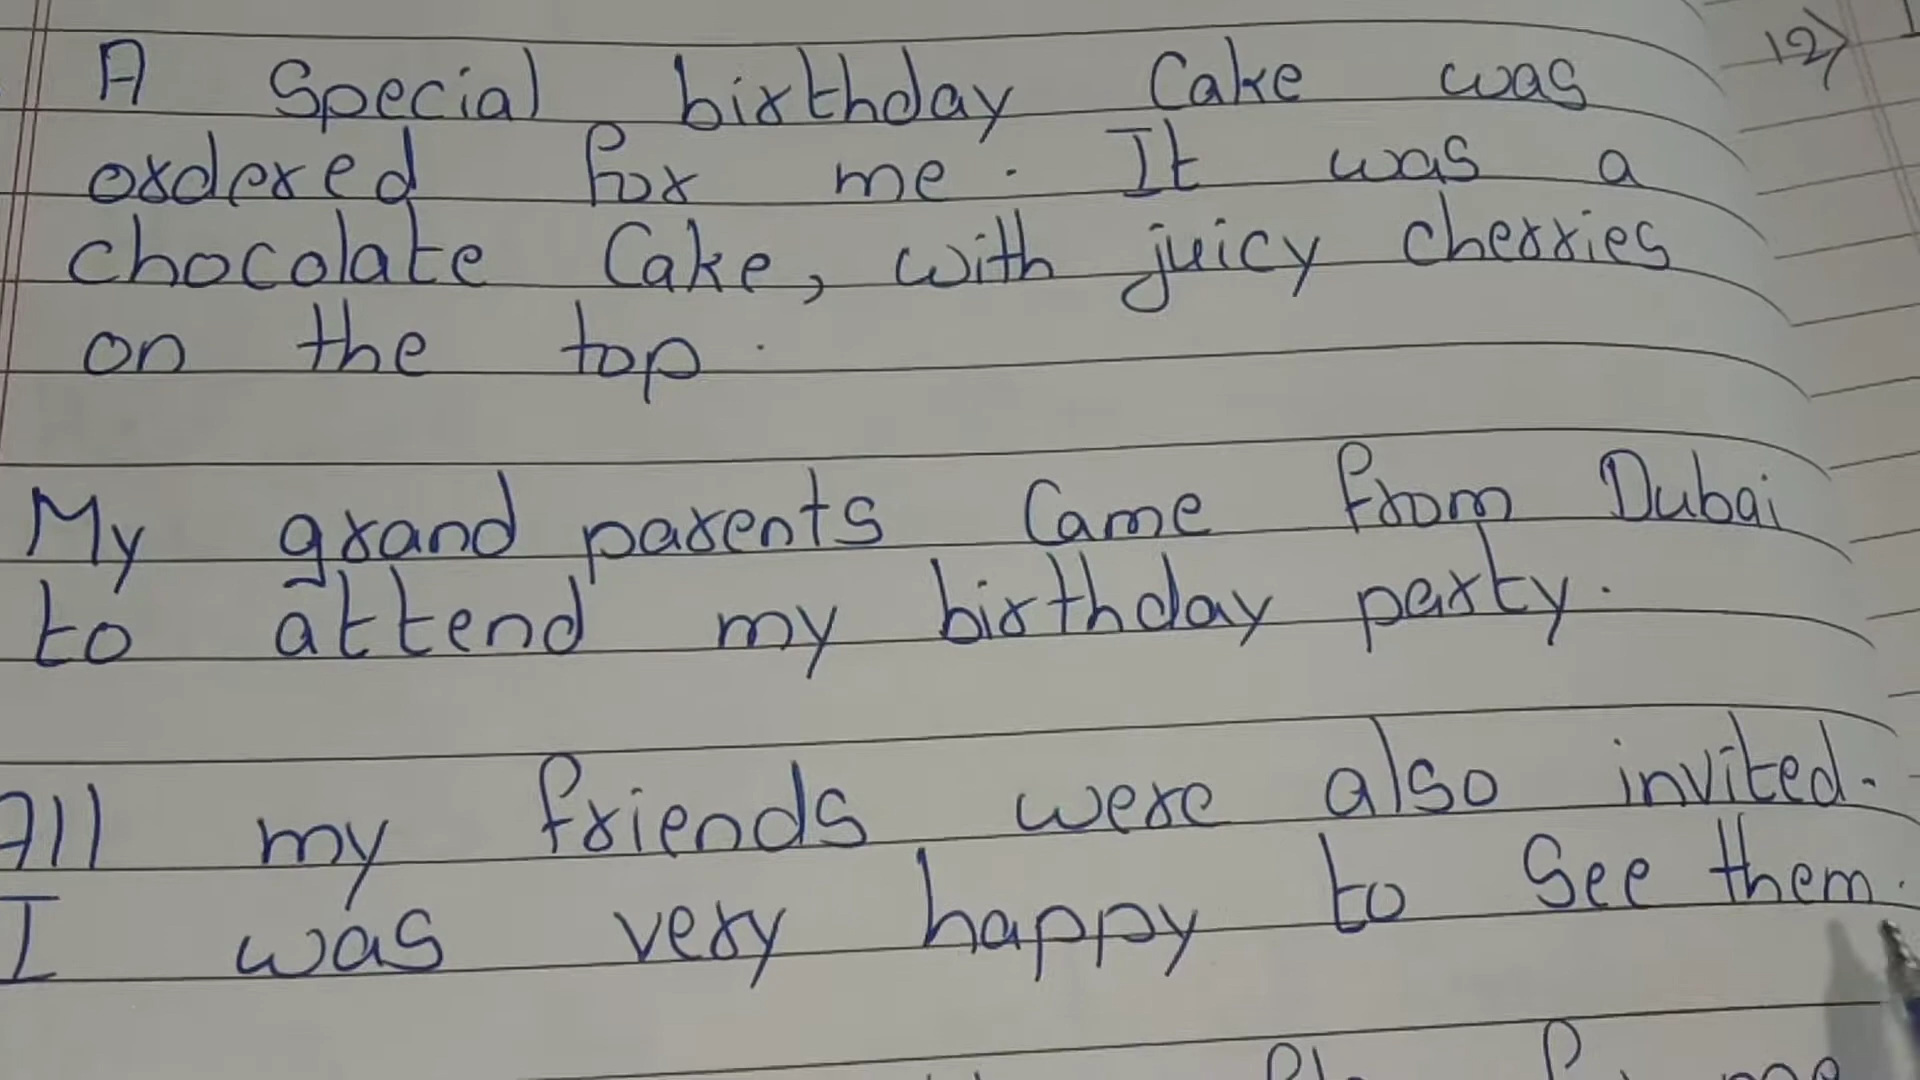 A Special birthday Cake was
ordered for me. It was a
chocolate Cake, with juicy cherries
on the top.
My grand parents Came from Dubai
to attend my birthday party.
All my friends were also invited.
I was very happy to See them.
12)